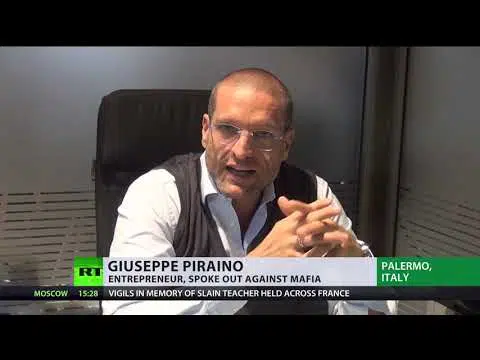 GIUSEPPE PIRAINO
ENTREPRENEUR, SPOKE OUT AGAINST MAFIA
PALERMO,
ITALY
RT
MOSCOW 15:28 VIGILS IN MEMORY OF SLAIN TEACHER HELD ACROSS FRANCE